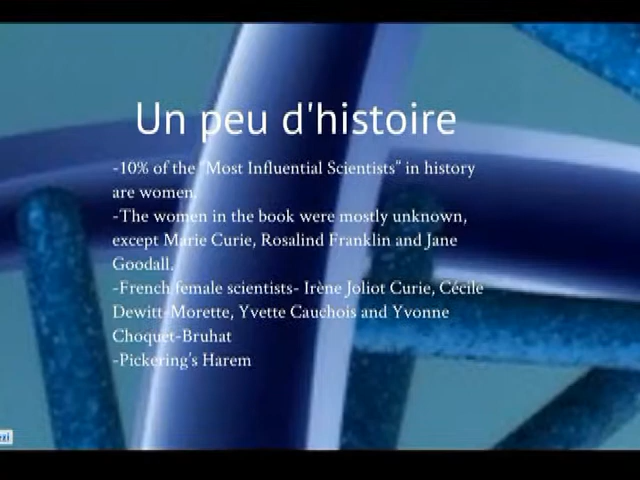 Un peu d'histoire
-10% of the "Most Influential Scientists" in history
are women.
-The women in the book were mostly unknown,
except Marie Curie, Rosalind Franklin and Jane
Goodall.
-French female scientists- Irène Joliot Curie, Cécile
Dewitt-Morette, Yvette Cauchois and Yvonne
Choquet-Bruhat
-Pickering's Harem